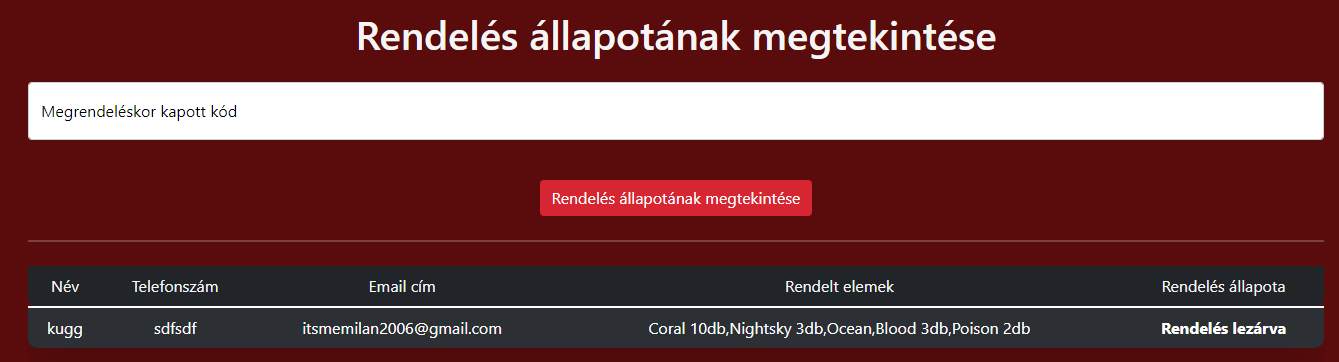 Rendelés állapotának megtekintése
Megrendeléskor kapott kód
Rendelés állapotának megtekintése
Név Telefonszám Email cím Rendelt elemek Rendelés állapota
kugg sdfsdf itsmemilan2006@gmail.com Coral 10db,Nightsky 3db,Ocean,Blood 3db,Poison 2db Rendelés lezárva